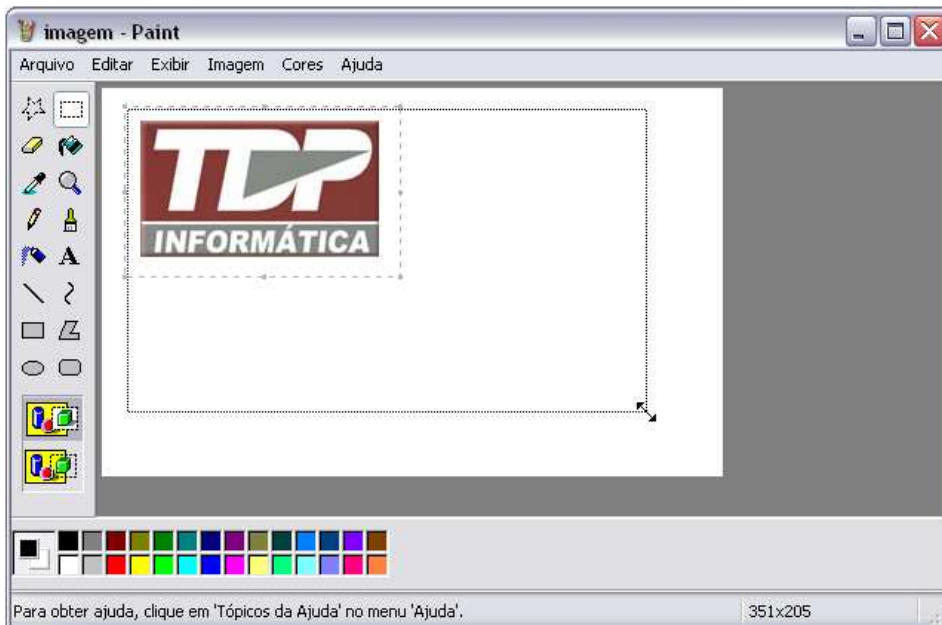 imagem - Paint
Arquivo Editar Exibir Imagem Cores Ajuda
TDP
INFORMÁTICA
A
Para obter ajuda, clique em 'Tópicos da Ajuda' no menu 'Ajuda'.
351x205